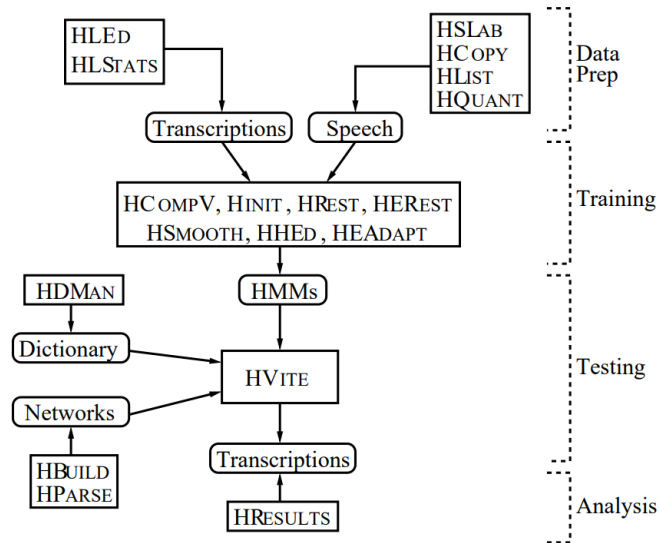 HLEd
HLStats
HSLab
HCopy
HList
HQuant
Data
Prep
Transcriptions
Speech
HCompV, HInit, HRest, HERest
HSmooth, HHEd, HEAdapt
Training
HDMan
HMMs
Dictionary
HVite
Testing
Networks
HBuild
HParse
Transcriptions
HResults
Analysis